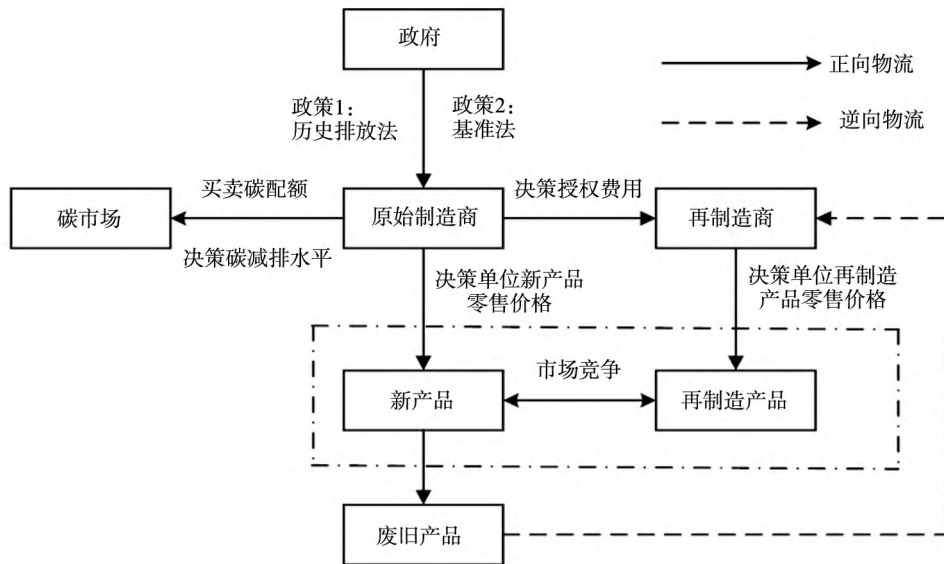 政府
正向物流
政策1：
历史排放法
政策2：
基准法
逆向物流
买卖碳配额
决策授权费用
碳市场
原始制造商
再制造商
决策碳减排水平
决策单位新产品
零售价格
决策单位再制造
产品零售价格
市场竞争
新产品
再制造产品
废旧产品